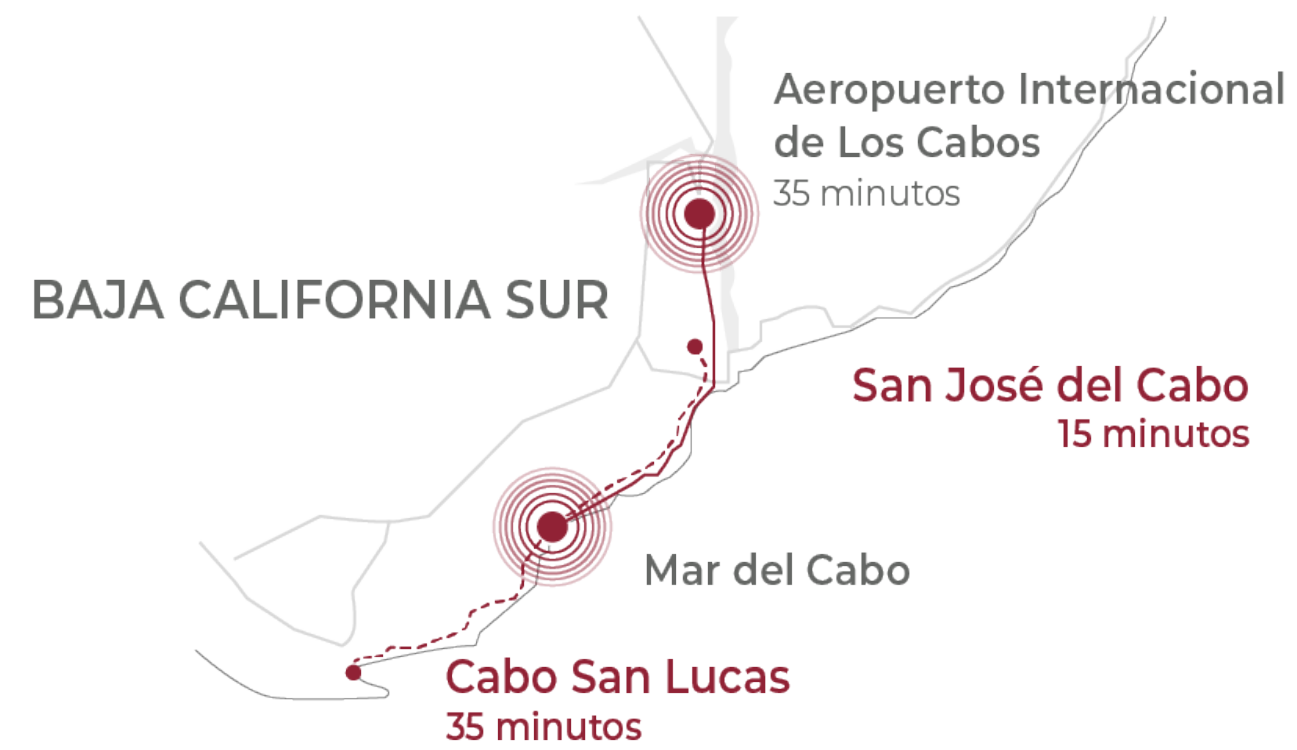 Aeropuerto Internacional
de Los Cabos
35 minutos
BAJA CALIFORNIA SUR
San José del Cabo
15 minutos
Mar del Cabo
Cabo San Lucas
35 minutos